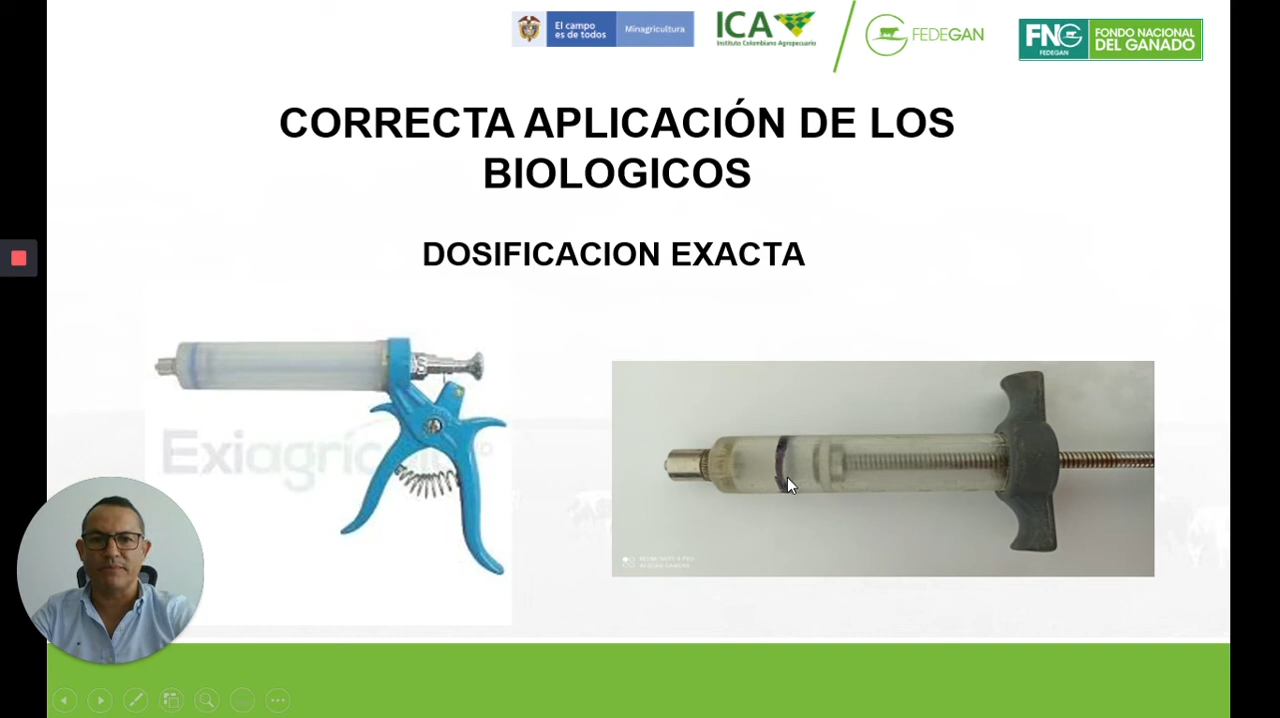 El campo
es de todos
Minagricultura
ICA
Instituto Colombiano Agropecuario
FEDEGAN
FNG
FEDEGAN
FONDO NACIONAL
DEL GANADO
CORRECTA APLICACIÓN DE LOS
BIOLOGICOS
DOSIFICACION EXACTA